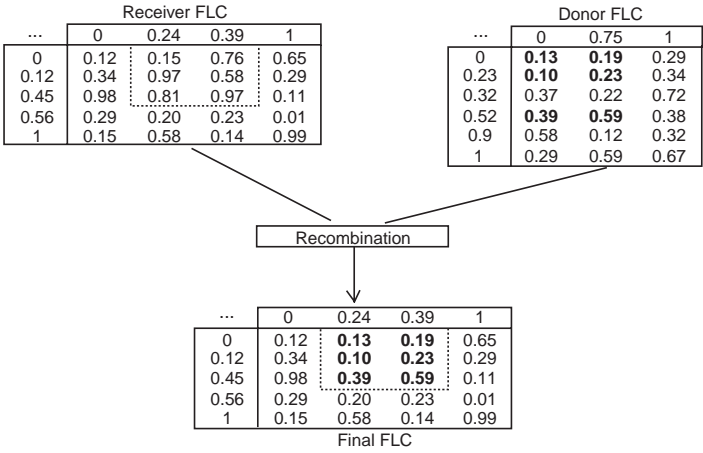 Receiver FLC
... 0 0.24 0.39 1
0 0.12 0.15 0.76 0.65
0.12 0.34 0.97 0.58 0.29
0.45 0.98 0.81 0.97 0.11
0.56 0.29 0.20 0.23 0.01
1 0.15 0.58 0.14 0.99
Donor FLC
... 0 0.75 1
0 0.13 0.19 0.29
0.23 0.10 0.23 0.34
0.32 0.37 0.22 0.72
0.52 0.39 0.59 0.38
0.9 0.58 0.12 0.32
1 0.29 0.59 0.67
Recombination
... 0 0.24 0.39 1
0 0.12 0.13 0.19 0.65
0.12 0.34 0.10 0.23 0.29
0.45 0.98 0.39 0.59 0.11
0.56 0.29 0.20 0.23 0.01
1 0.15 0.58 0.14 0.99
Final FLC